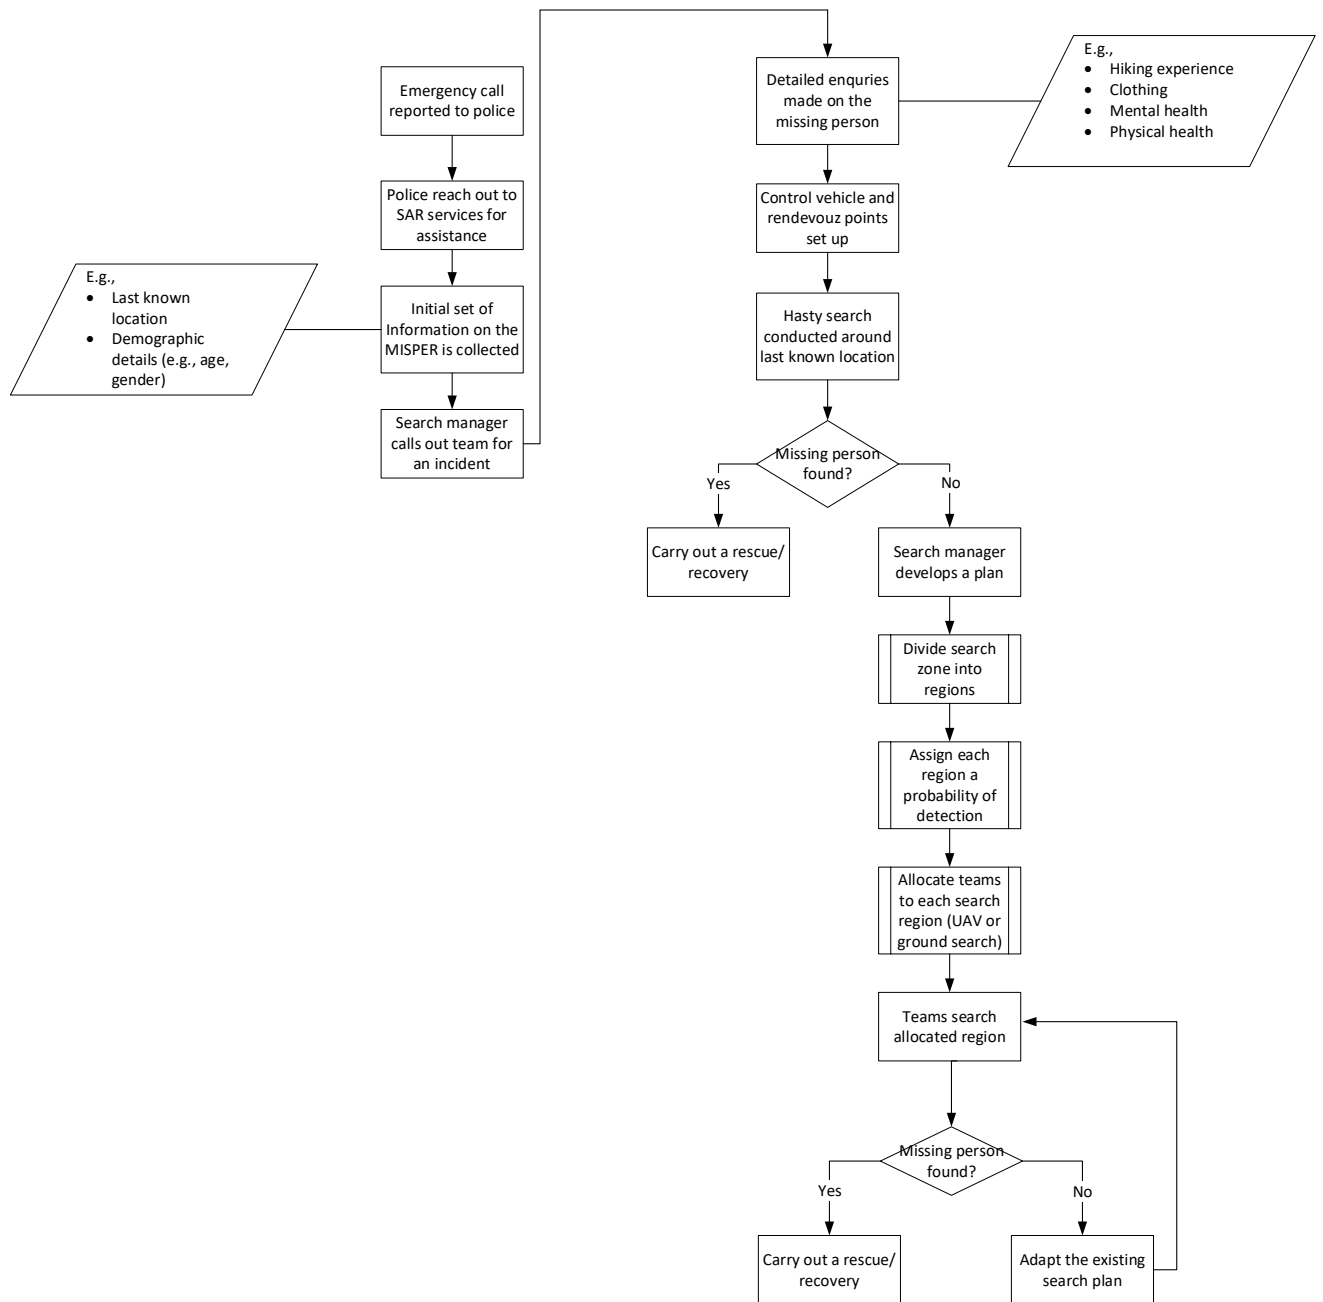 Emergency call
reported to police
Police reach out to
SAR services for
assistance
E.g.,
• Last known
location
• Demographic
details (e.g., age,
gender)
Initial set of
Information on the
MISPER is collected
Search manager
calls out team for
an incident
Detailed enquries
made on the
missing person
E.g.,
• Hiking experience
• Clothing
• Mental health
• Physical health
Control vehicle and
rendevouz points
set up
Hasty search
conducted around
last known location
Missing person
found?
Yes
No
Carry out a rescue/
recovery
Search manager
develops a plan
Divide search
zone into
regions
Assign each
region a
probability of
detection
Allocate teams
to each search
region (UAV or
ground search)
Teams search
allocated region
Missing person
found?
Yes
No
Carry out a rescue/
recovery
Adapt the existing
search plan